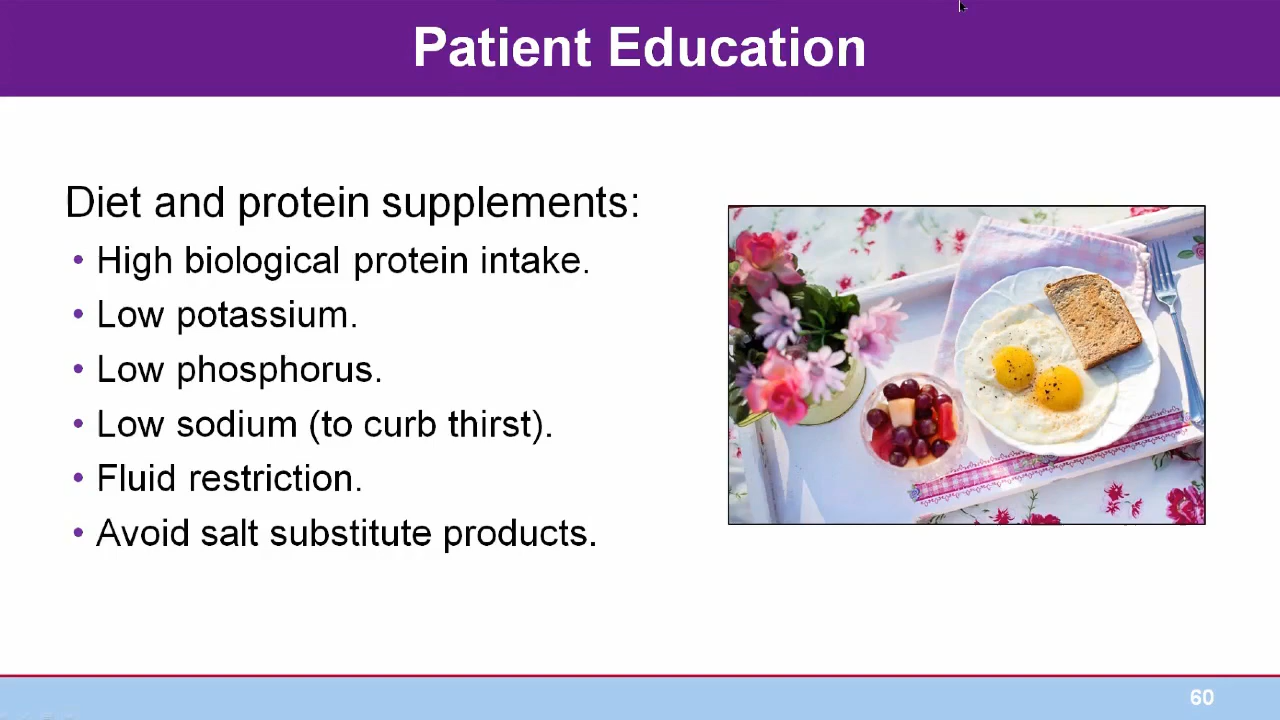 Patient Education
Diet and protein supplements:
• High biological protein intake.
• Low potassium.
• Low phosphorus.
• Low sodium (to curb thirst).
• Fluid restriction.
• Avoid salt substitute products.
60